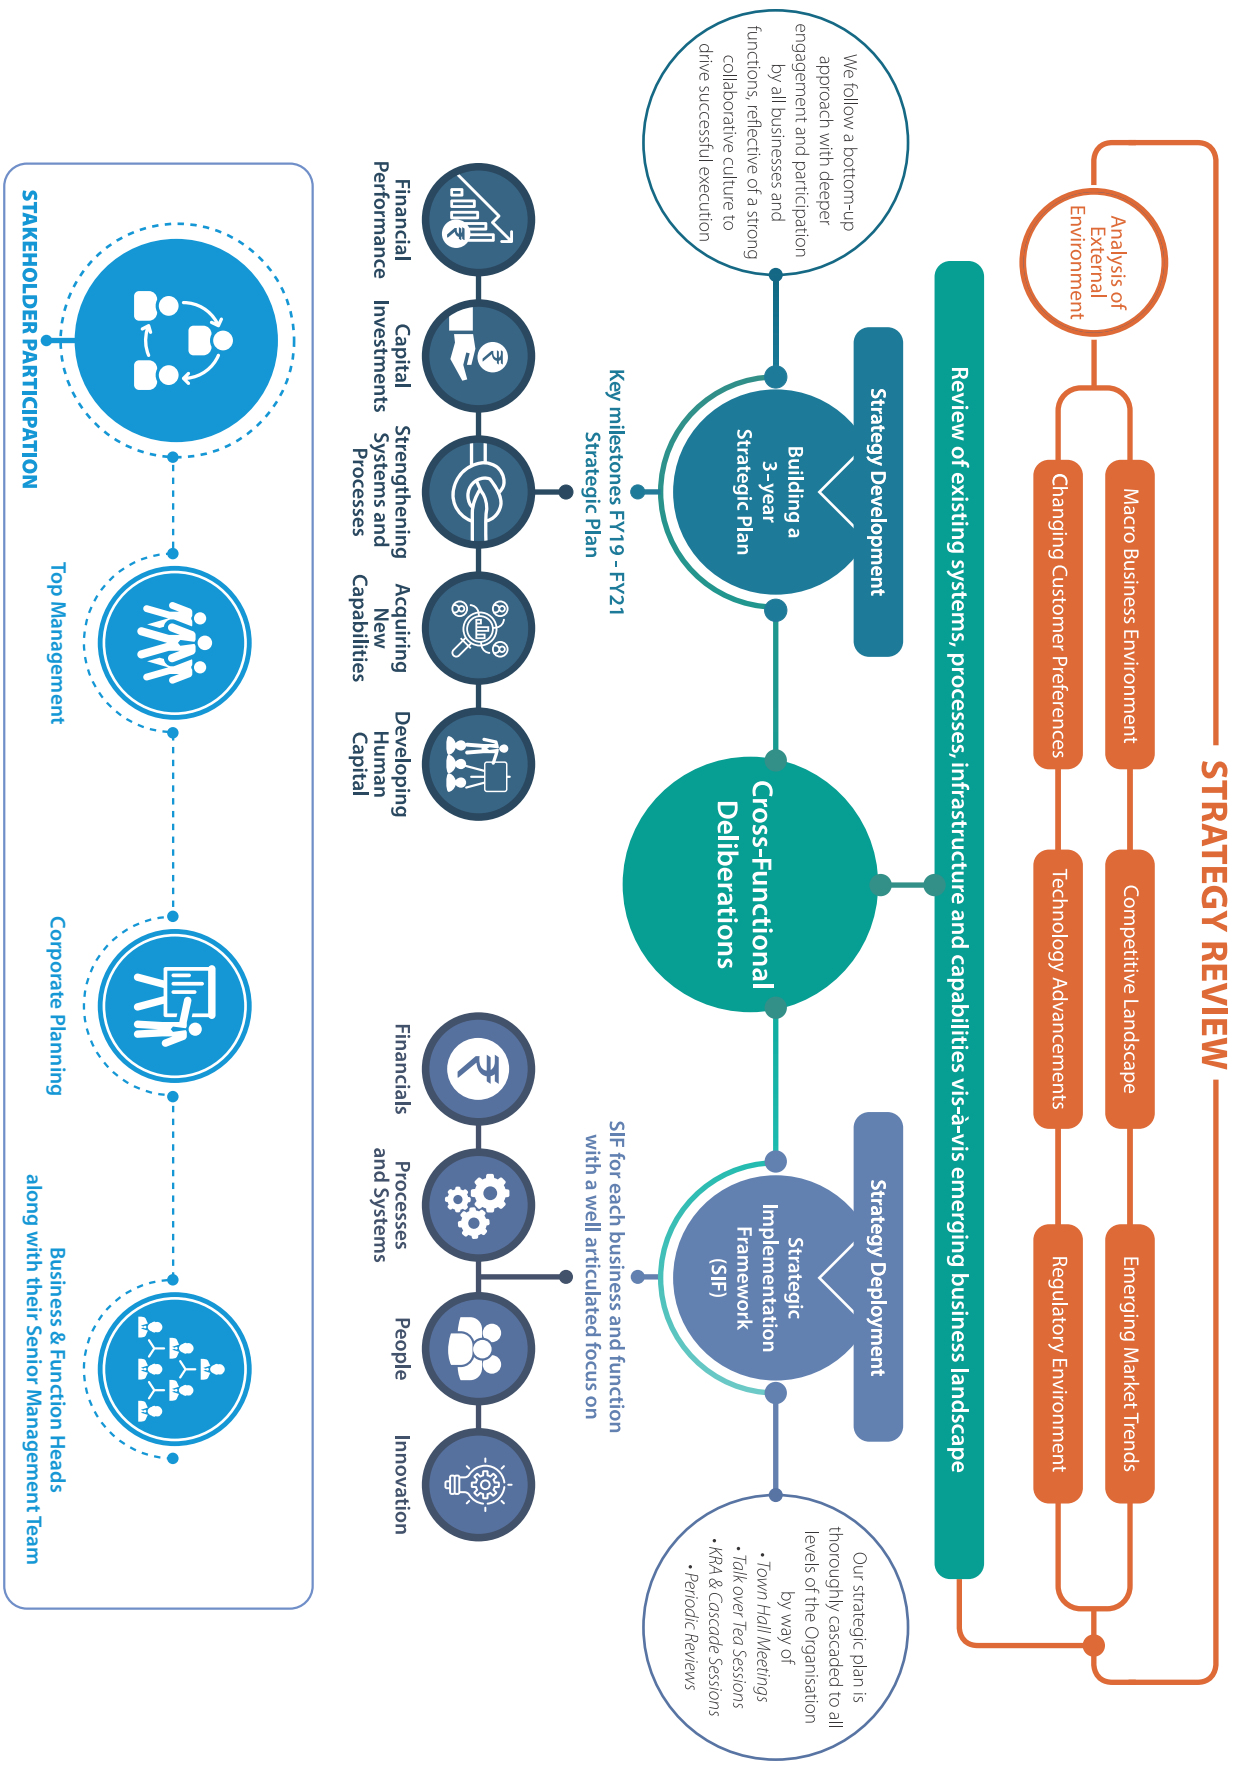 STRATEGY REVIEW
Analysis of
External
Environment
Macro Business Environment
Competitive Landscape
Emerging Market Trends
Changing Customer Preferences
Technology Advancements
Regulatory Environment
Review of existing systems, processes, infrastructure and capabilities vis-à-vis emerging business landscape
We follow a bottom-up
approach with deeper
engagement and participation
by all businesses and
functions, reflective of a strong
collaborative culture to
drive successful execution
Strategy Development
Building a
3-year
Strategic Plan
Key milestones FY19 - FY21
Strategic Plan
Cross-Functional
Deliberations
Strategy Deployment
Strategic
Implementation
Framework
(SIF)
SIF for each business and function
with a well articulated focus on
Our strategic plan is
thoroughly cascaded to all
levels of the Organisation
by way of
• Town Hall Meetings
• Talk over Tea Sessions
• KRA & Cascade Sessions
• Periodic Reviews
Financial
Performance
Capital
Investments
Strengthening
Systems and
Processes
Acquiring
New
Capabilities
Developing
Human
Capital
₹
Financials
Processes
and Systems
People
Innovation
STAKEHOLDER PARTICIPATION
Top Management
Corporate Planning
Business & Function Heads
along with their Senior Management Team